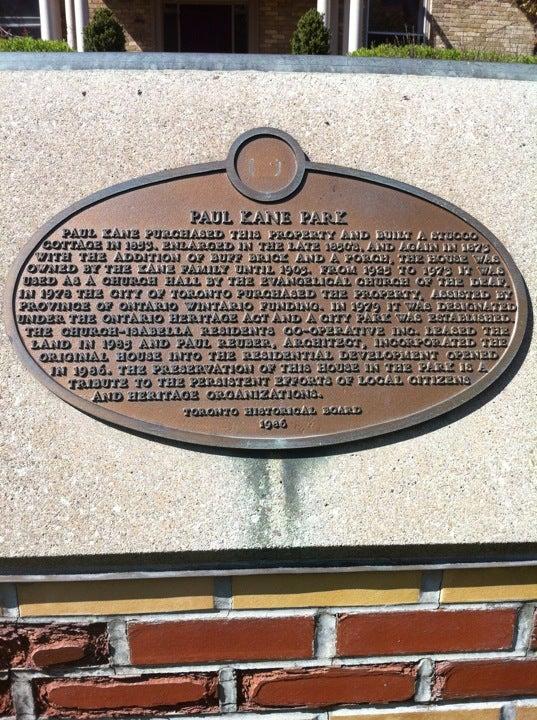 PAUL KANE PARK
PAUL KANE PURCHASED THIS PROPERTY AND BUILT A STUCCO
COTTAGE IN 1853. ENLARGED IN THE LATE 1850'S, AND AGAIN IN 1873
WITH THE ADDITION OF BUFF BRICK AND A PORCH, THE HOUSE WAS
OWNED BY THE KANE FAMILY UNTIL 1903. FROM 1925 TO 1973 IT WAS
USED AS A CHURCH HALL BY THE EVANGELICAL CHURCH OF THE DEAF.
IN 1978 THE CITY OF TORONTO PURCHASED THE PROPERTY, ASSISTED BY
PROVINCE OF ONTARIO WINTARIO FUNDING. IN 1979 IT WAS DESIGNATED
UNDER THE ONTARIO HERITAGE ACT AND A CITY PARK WAS ESTABLISHED.
THE CHURCH-ISABELLA RESIDENTS CO-OPERATIVE INC. LEASED THE
LAND IN 1983 AND PAUL REUBER, ARCHITECT, INCORPORATED THE
ORIGINAL HOUSE INTO THE RESIDENTIAL DEVELOPMENT OPENED
IN 1986. THE PRESERVATION OF THIS HOUSE IN THE PARK IS A
TRIBUTE TO THE PERSISTENT EFFORTS OF LOCAL CITIZENS
AND HERITAGE ORGANIZATIONS.
TORONTO HISTORICAL BOARD
1986